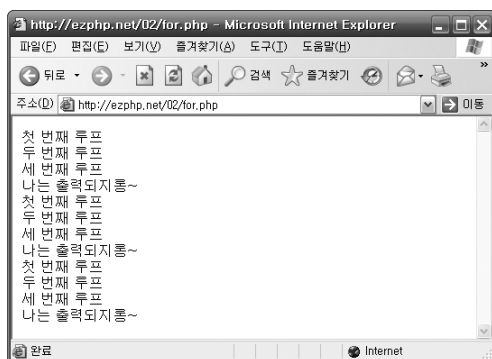 http://ezphp.net/02/for.php - Microsoft Internet Explorer
파일(F) 편집(E) 보기(V) 즐겨찾기(A) 도구(T) 도움말(H)
뒤로 검색 즐겨찾기 »
주소(D) http://ezphp.net/02/for.php 이동
첫 번째 루프
두 번째 루프
세 번째 루프
나는 출력되지롱~
첫 번째 루프
두 번째 루프
세 번째 루프
나는 출력되지롱~
첫 번째 루프
두 번째 루프
세 번째 루프
나는 출력되지롱~
완료 Internet